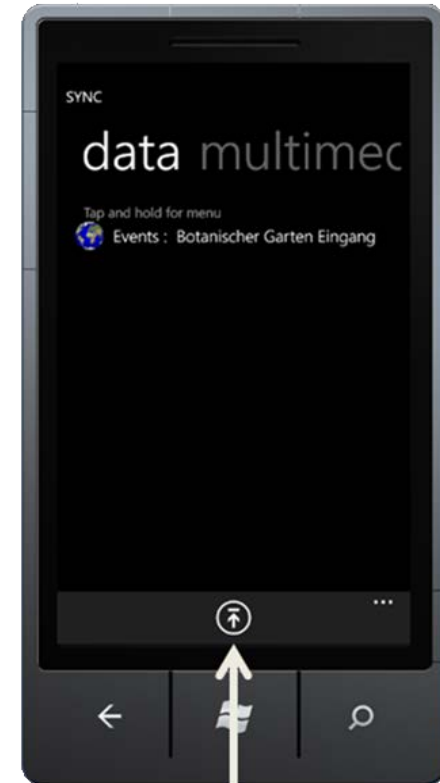 SYNC
data multimec
Tap and hold for menu
Events : Botanischer Garten Eingang